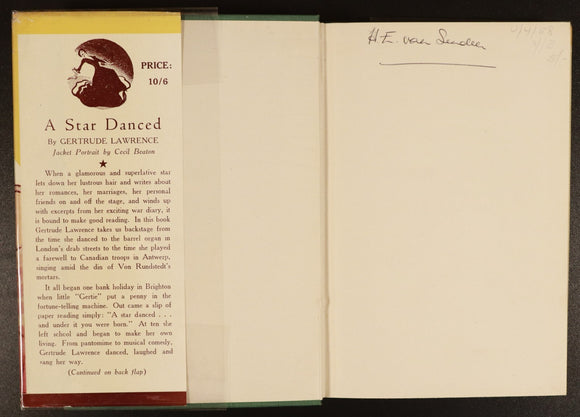 PRICE:
10/6
A Star Danced
By GERTRUDE LAWRENCE
Jacket Portrait by Cecil Beaton
When a glamorous and superlative star
lets down her lustrous hair and writes about
her romances, her marriages, her personal
friends on and off the stage, and winds up
with excerpts from her exciting war diary, it
is bound to make good reading. In this book
Gertrude Lawrence takes us backstage from
the time she danced to the barrel organ in
London's drab streets to the time she played
a farewell to Canadian troops in Antwerp,
singing amid the din of Von Rundstedt's
mortars.
It all began one bank holiday in Brighton
when little "Gertie" put a penny in the
fortune-telling machine. Out came a slip of
paper reading simply: "A star danced . . .
and under it you were born." At ten she
left school and began to make her own
living. From pantomime to musical comedy,
Gertrude Lawrence danced, laughed and
sang her way.
(Continued on back flap)
H.E. van